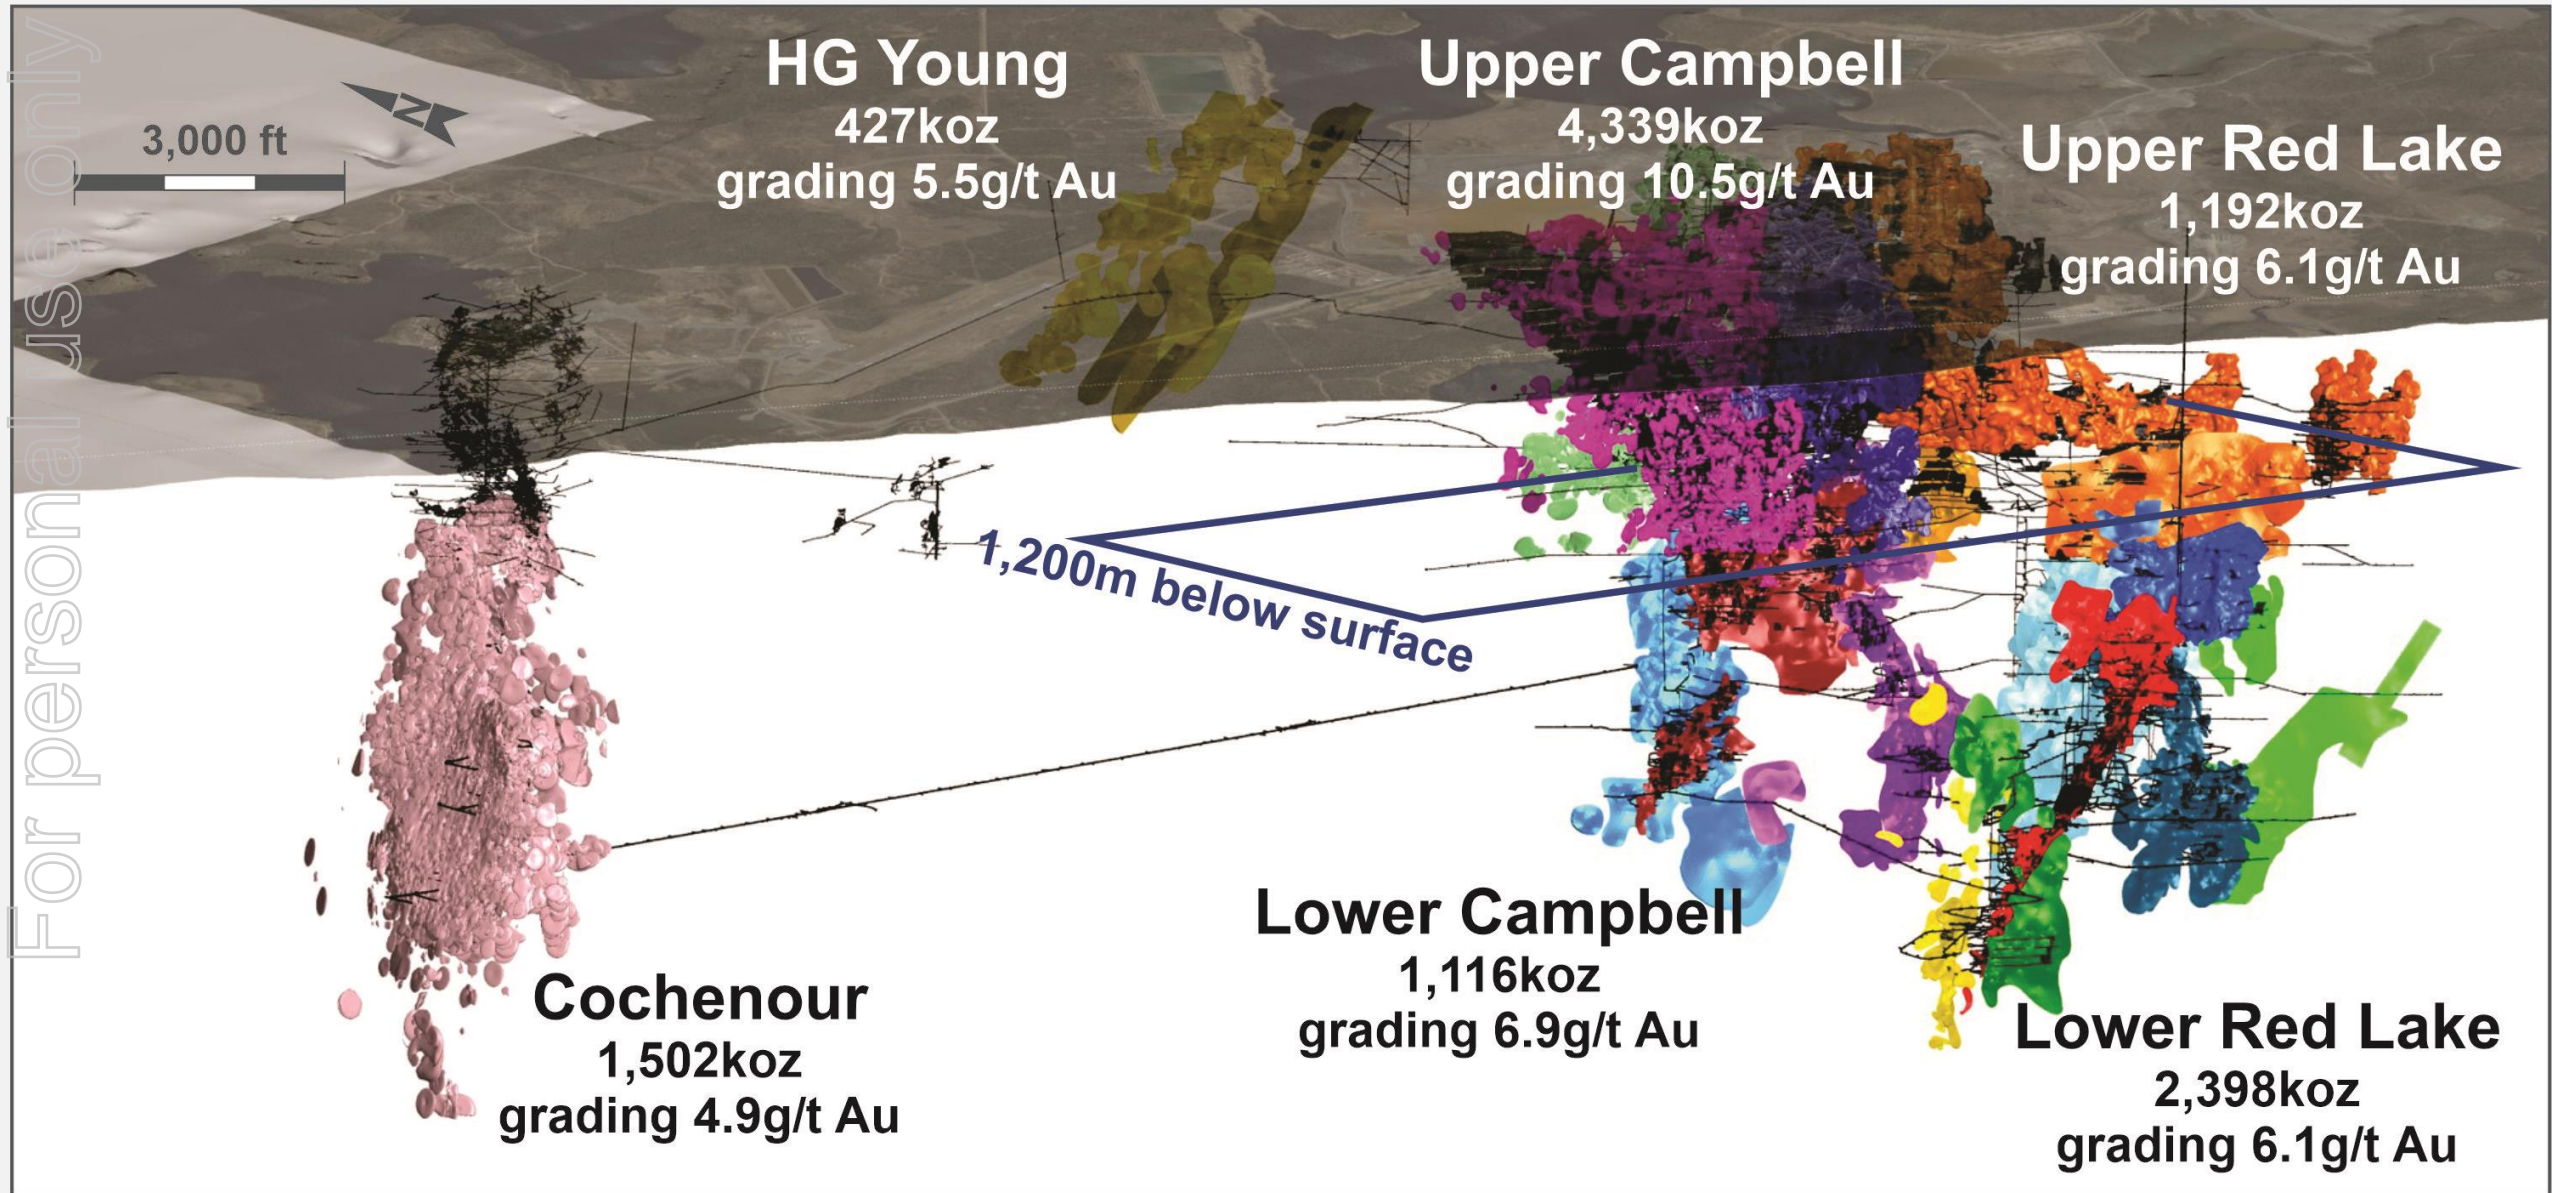 For personal use only
3,000 ft
N
HG Young
427koz
grading 5.5g/t Au
Upper Campbell
4,339koz
grading 10.5g/t Au
Upper Red Lake
1,192koz
grading 6.1g/t Au
1,200m below surface
Lower Campbell
1,116koz
grading 6.9g/t Au
Cochenour
1,502koz
grading 4.9g/t Au
Lower Red Lake
2,398koz
grading 6.1g/t Au